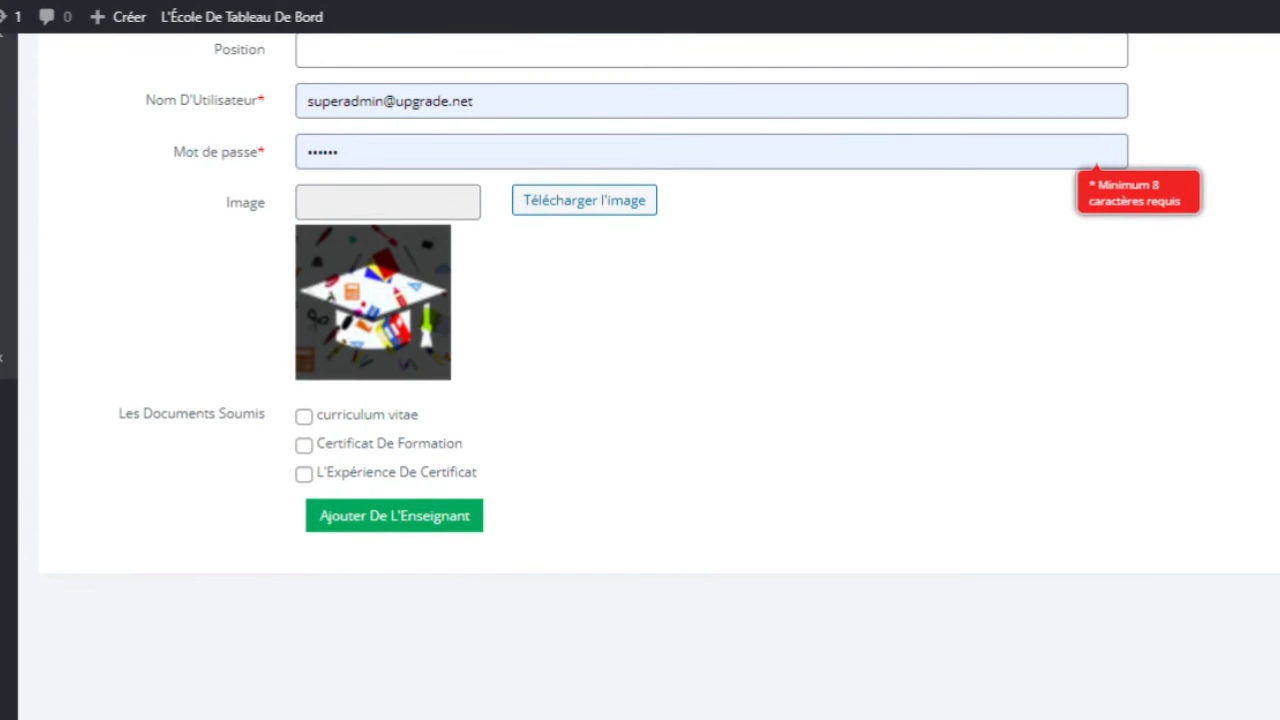 1 0 Créer L'École De Tableau De Bord
Position
Nom D'Utilisateur* superadmin@upgrade.net
Mot de passe* ••••••
* Minimum 8
caractères requis
Image Télécharger l'image
Les Documents Soumis curriculum vitae
Certificat De Formation
L'Expérience De Certificat
Ajouter De L'Enseignant